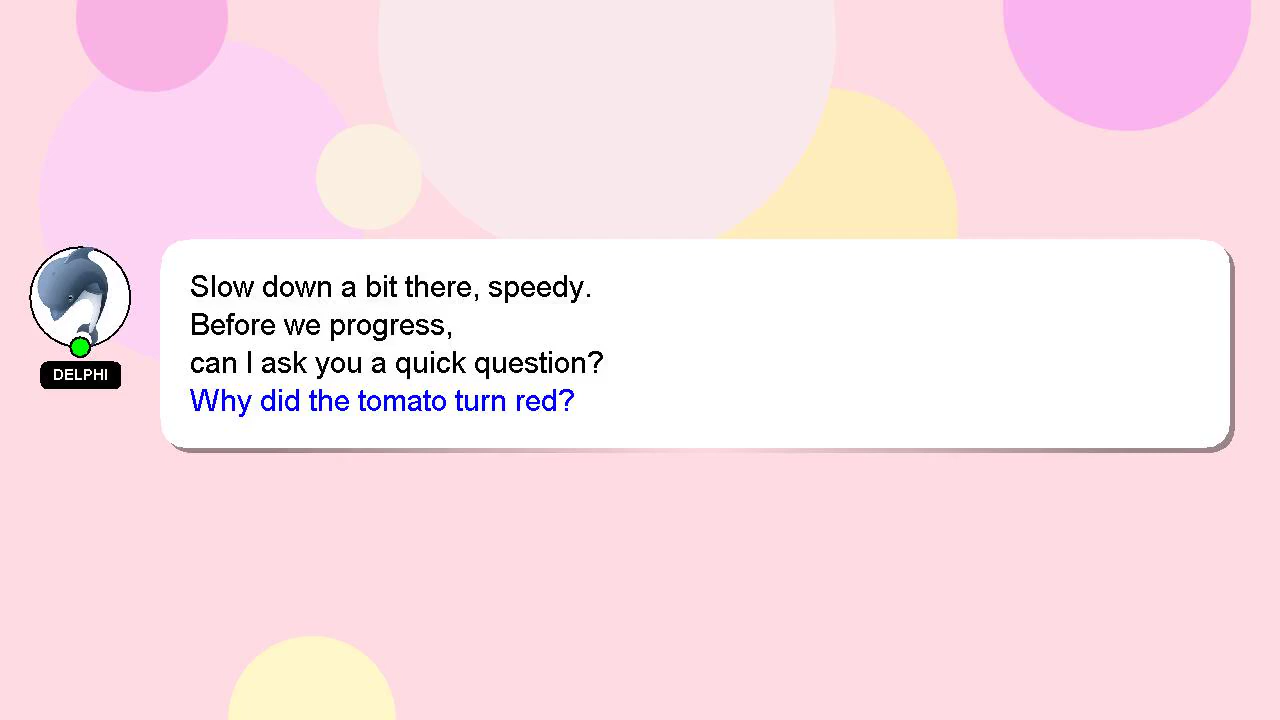 Slow down a bit there, speedy.
Before we progress,
can I ask you a quick question?
Why did the tomato turn red?
DELPHI